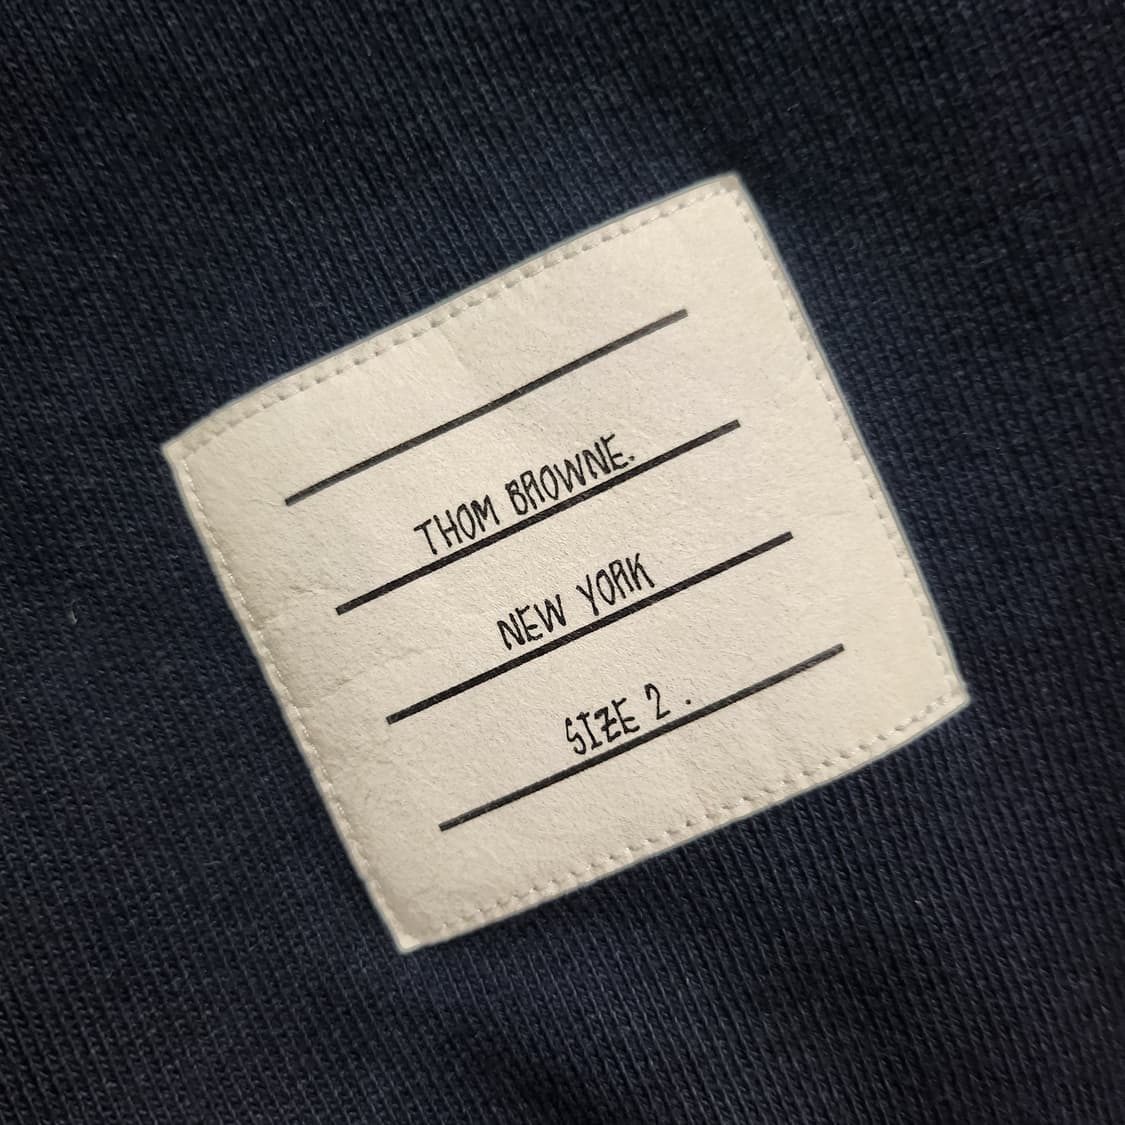 THOM BROWNE.
NEW YORK
SIZE 2 .